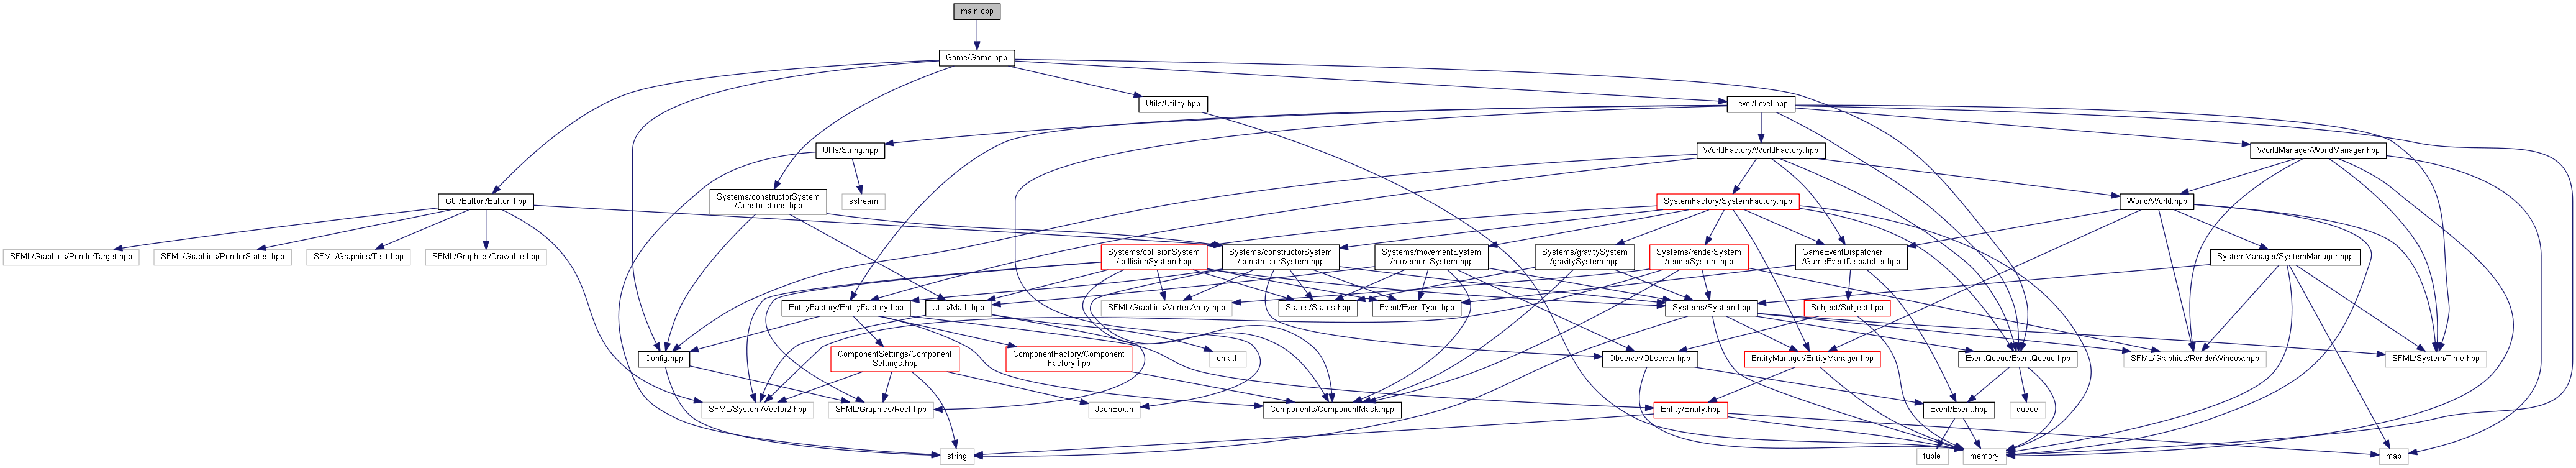 main.cpp
Game/Game.hpp
Utils/Utility.hpp
Level/Level.hpp
Utils/String.hpp
WorldFactory/WorldFactory.hpp
WorldManager/WorldManager.hpp
GUI/Button/Button.hpp
Systems/constructorSystem
/Constructions.hpp
sstream
SystemFactory/SystemFactory.hpp
World/World.hpp
SFML/Graphics/RenderTarget.hpp
SFML/Graphics/RenderStates.hpp
SFML/Graphics/Text.hpp
SFML/Graphics/Drawable.hpp
Systems/collisionSystem
/collisionSystem.hpp
Systems/constructorSystem
/constructorSystem.hpp
Systems/movementSystem
/movementSystem.hpp
Systems/gravitySystem
/gravitySystem.hpp
Systems/renderSystem
/renderSystem.hpp
GameEventDispatcher
/GameEventDispatcher.hpp
SystemManager/SystemManager.hpp
EntityFactory/EntityFactory.hpp
Utils/Math.hpp
SFML/Graphics/VertexArray.hpp
States/States.hpp
Event/EventType.hpp
Systems/System.hpp
Subject/Subject.hpp
Config.hpp
ComponentSettings/Component
Settings.hpp
ComponentFactory/Component
Factory.hpp
cmath
Observer/Observer.hpp
EntityManager/EntityManager.hpp
EventQueue/EventQueue.hpp
SFML/Graphics/RenderWindow.hpp
SFML/System/Time.hpp
SFML/System/Vector2.hpp
SFML/Graphics/Rect.hpp
JsonBox.h
Components/ComponentMask.hpp
Entity/Entity.hpp
Event/Event.hpp
queue
string
tuple
memory
map